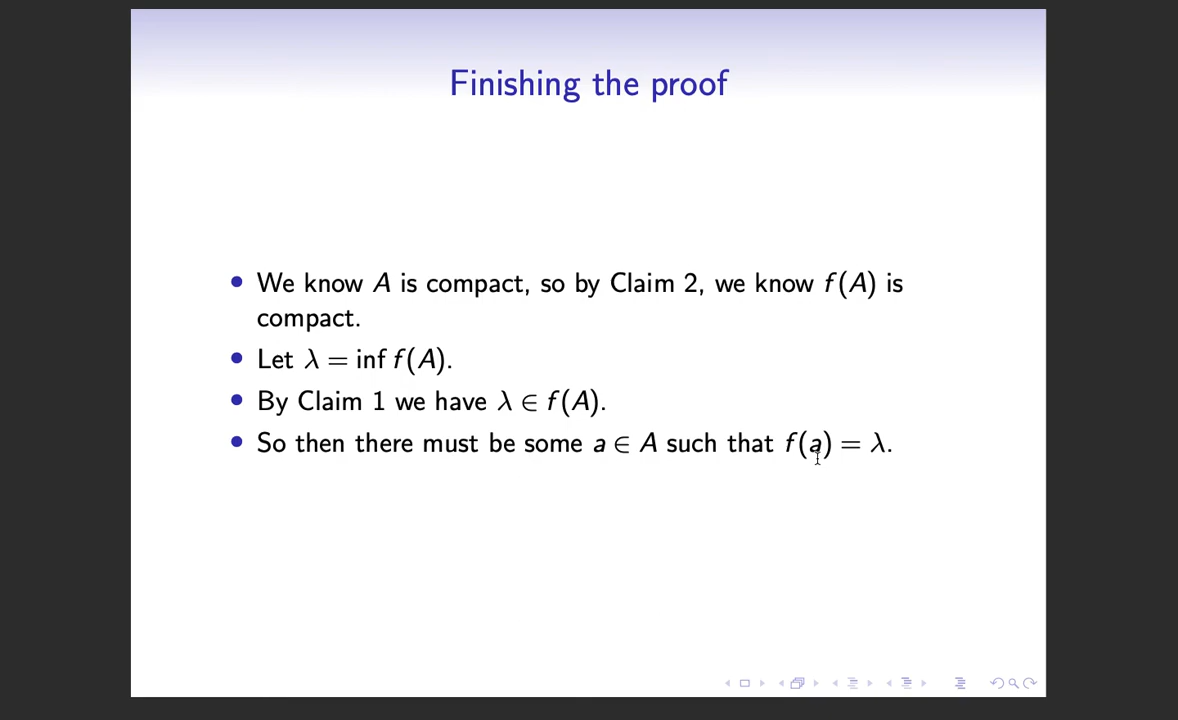 Finishing the proof
• We know A is compact, so by Claim 2, we know f(A) is
compact.
• Let λ = inf f(A).
• By Claim 1 we have λ ∈ f(A).
• So then there must be some a ∈ A such that f(a) = λ.